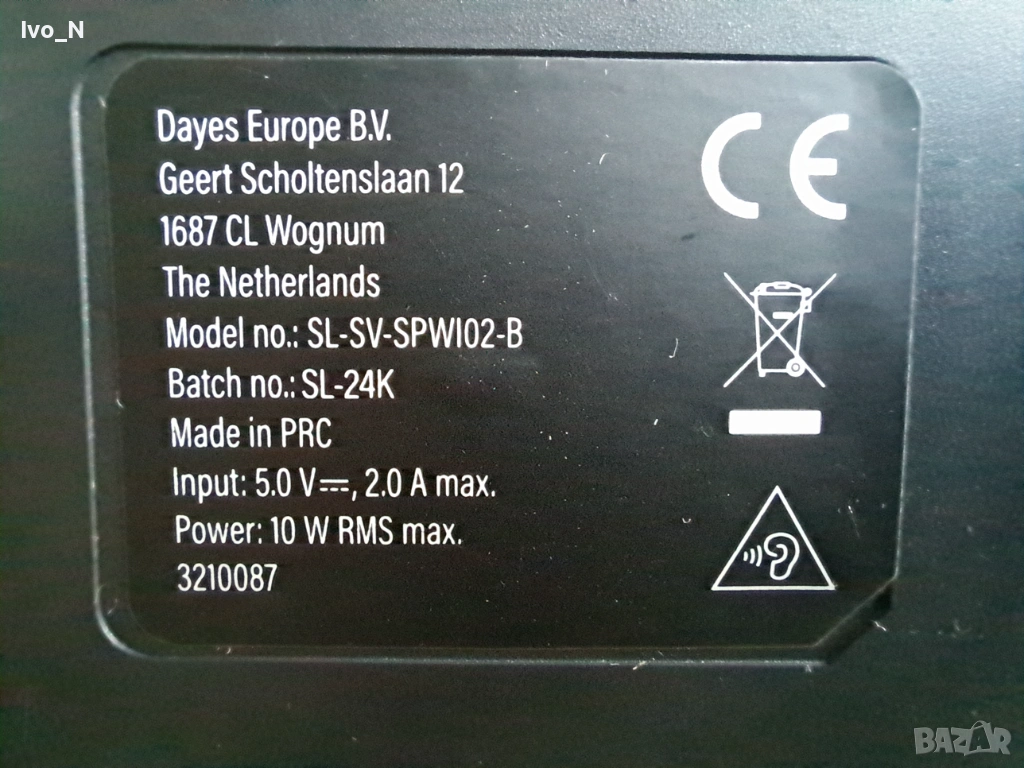 Ivo_N
Dayes Europe B.V.
Geert Scholtenslaan 12
1687 CL Wognum
The Netherlands
Model no.: SL-SV-SPWI02-B
Batch no.: SL-24K
Made in PRC
Input: 5.0 V⎓, 2.0 A max.
Power: 10 W RMS max.
3210087
CE
BAZAR